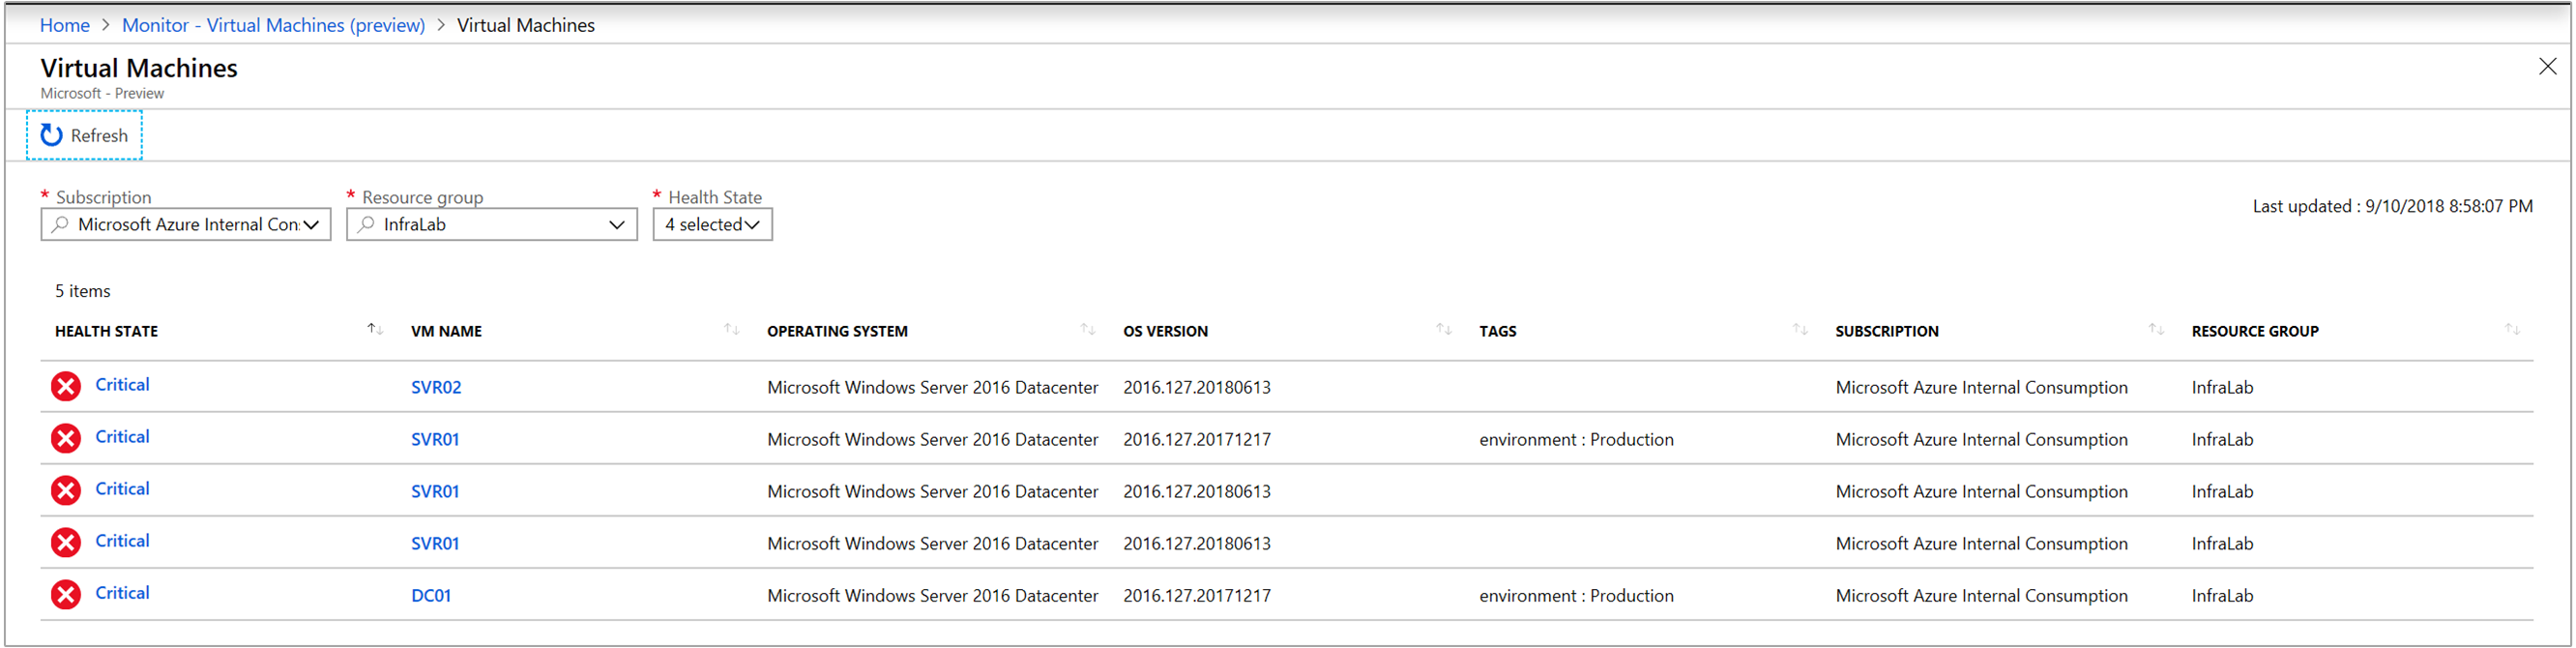 Home > Monitor - Virtual Machines (preview) > Virtual Machines
Virtual Machines
Microsoft - Preview
Refresh
* Subscription * Resource group * Health State
Microsoft Azure Internal Con: InfraLab 4 selected
Last updated : 9/10/2018 8:58:07 PM
5 items
HEALTH STATE VM NAME OPERATING SYSTEM OS VERSION TAGS SUBSCRIPTION RESOURCE GROUP
Critical SVR02 Microsoft Windows Server 2016 Datacenter 2016.127.20180613 Microsoft Azure Internal Consumption InfraLab
Critical SVR01 Microsoft Windows Server 2016 Datacenter 2016.127.20171217 environment : Production Microsoft Azure Internal Consumption InfraLab
Critical SVR01 Microsoft Windows Server 2016 Datacenter 2016.127.20180613 Microsoft Azure Internal Consumption InfraLab
Critical SVR01 Microsoft Windows Server 2016 Datacenter 2016.127.20180613 Microsoft Azure Internal Consumption InfraLab
Critical DC01 Microsoft Windows Server 2016 Datacenter 2016.127.20171217 environment : Production Microsoft Azure Internal Consumption InfraLab